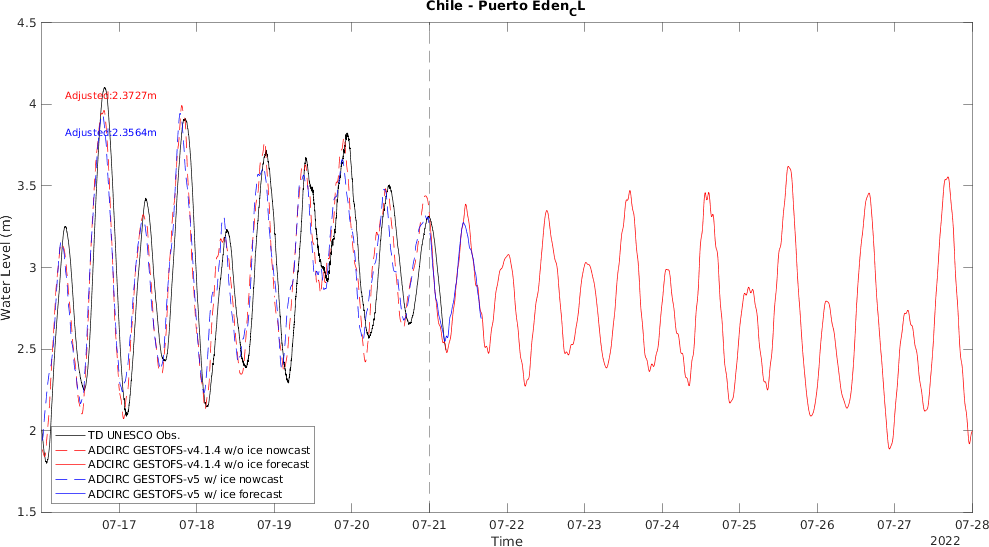 Chile - Puerto Eden_CL
4.5
4
3.5
3
2.5
2
1.5
Water Level (m)
Adjusted:2.3727m
Adjusted:2.3564m
TD UNESCO Obs.
ADCIRC GESTOFS-v4.1.4 w/o ice nowcast
ADCIRC GESTOFS-v4.1.4 w/o ice forecast
ADCIRC GESTOFS-v5 w/ ice nowcast
ADCIRC GESTOFS-v5 w/ ice forecast
07-17 07-18 07-19 07-20 07-21 07-22 07-23 07-24 07-25 07-26 07-27 07-28
Time
2022